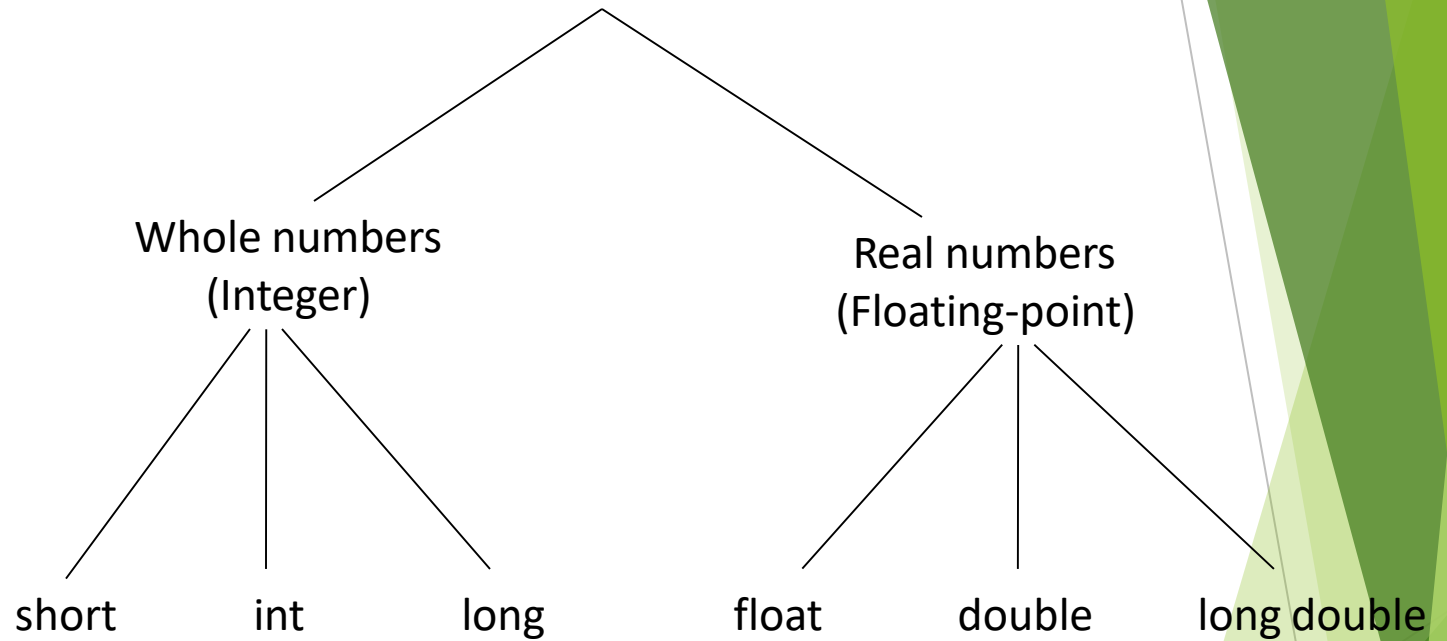 Whole numbers
(Integer)
Real numbers
(Floating-point)
short int long float double long double